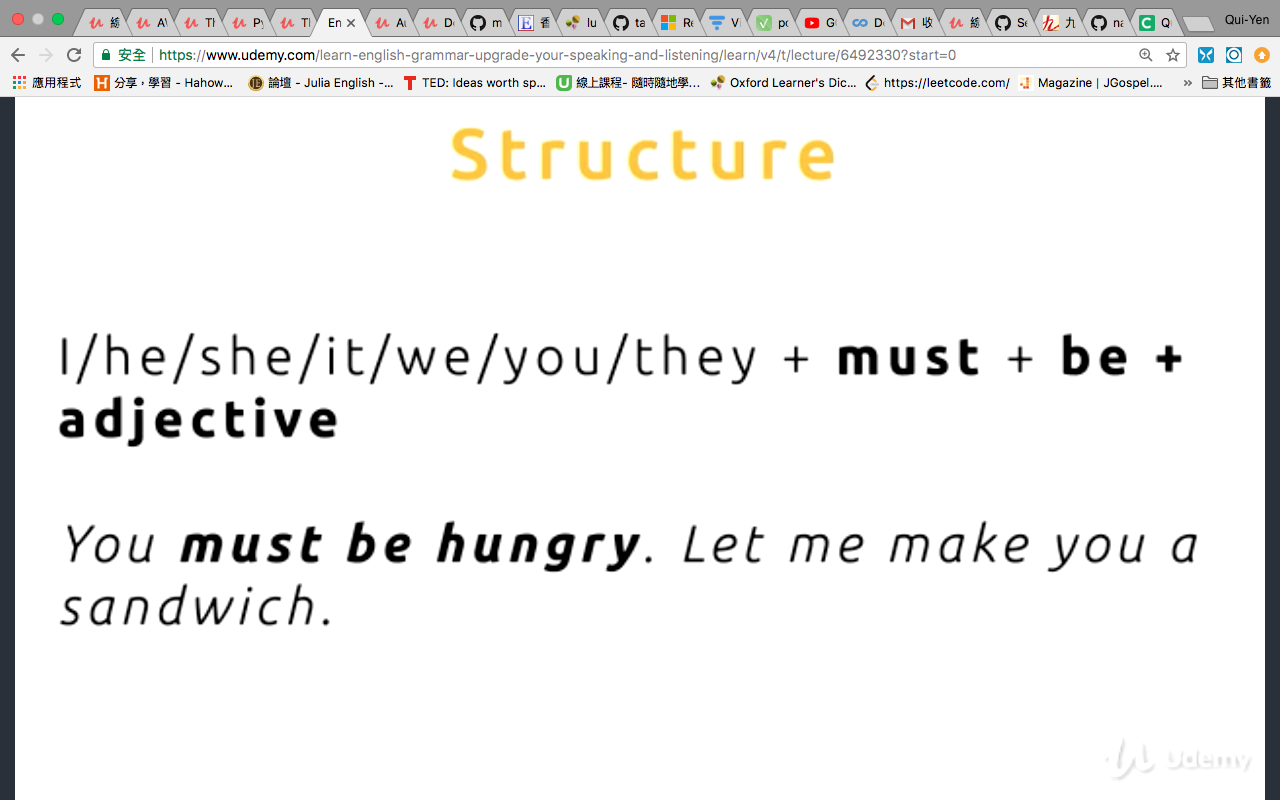 Qui-Yen
線 A\ Th Py Th En Au De m 香 lu ta Re Vi po Gu De 收 線 Se 九 na Q
安全 https://www.udemy.com/learn-english-grammar-upgrade-your-speaking-and-listening/learn/v4/t/lecture/6492330?start=0
應用程式 分享，學習 - Hahow... 論壇 - Julia English -... TED: Ideas worth sp... 線上課程- 隨時隨地學... Oxford Learner's Dic... https://leetcode.com/ Magazine | JGospel.... » 其他書籤
Structure
I/he/she/it/we/you/they + must + be +
adjective
You must be hungry. Let me make you a
sandwich.
Udemy